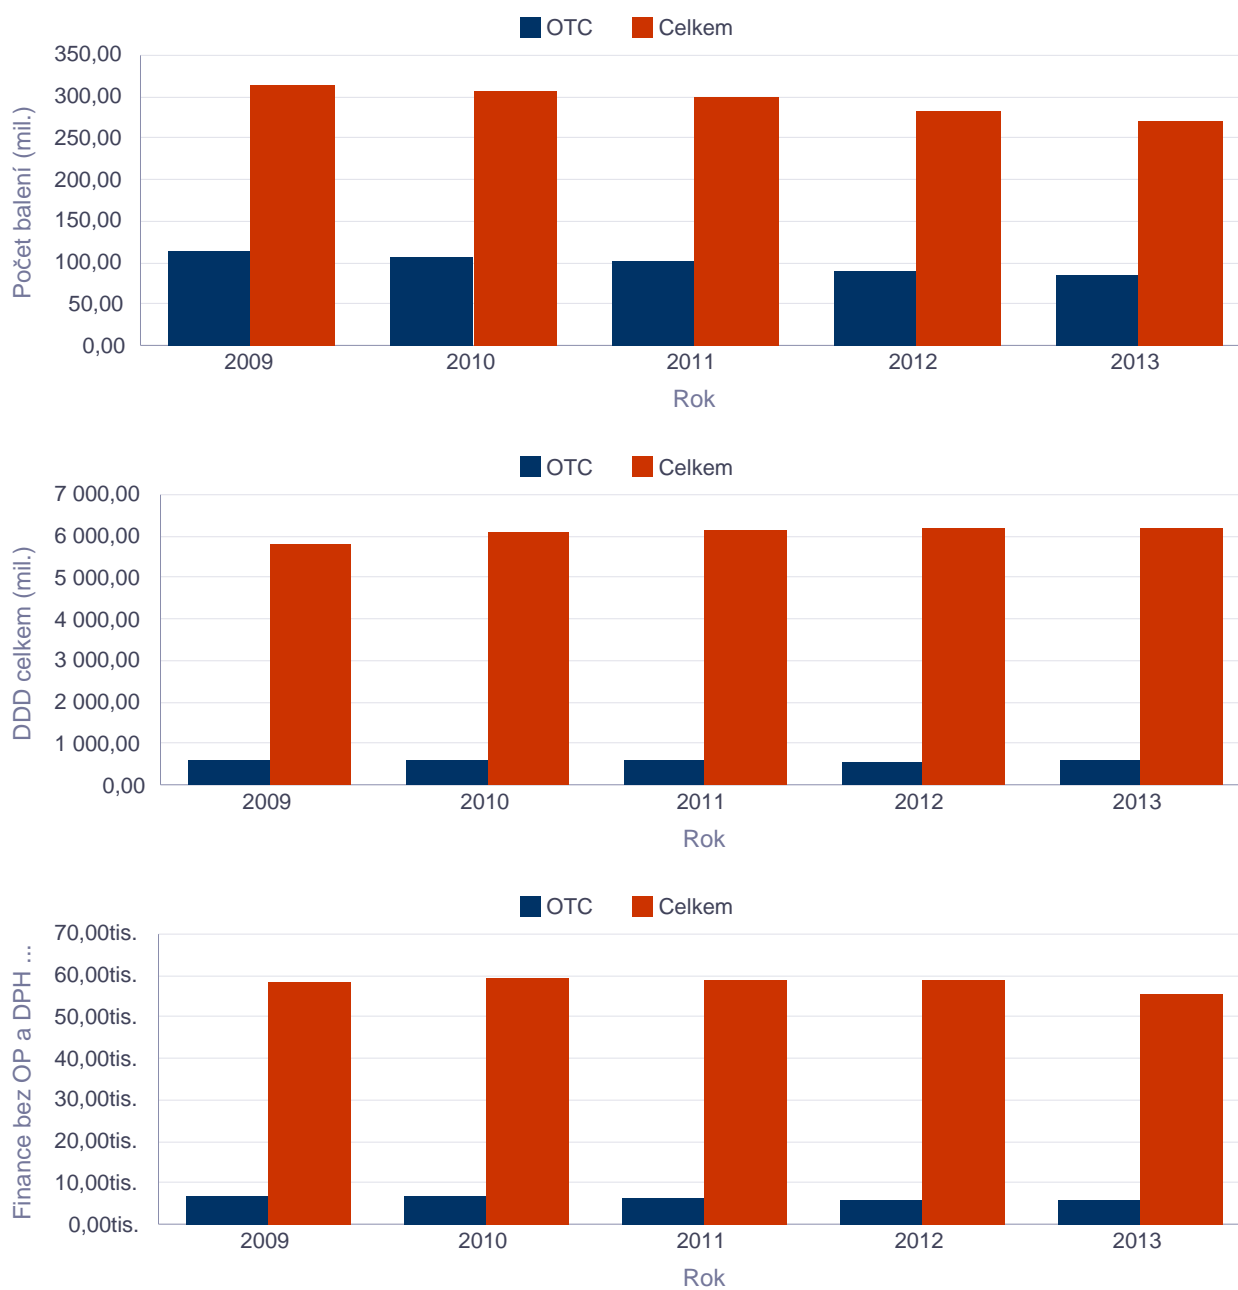 OTC Celkem
350,00
300,00
250,00
200,00
150,00
100,00
50,00
0,00
Počet balení (mil.)
2009 2010 2011 2012 2013
Rok
OTC Celkem
7 000,00
6 000,00
5 000,00
4 000,00
3 000,00
2 000,00
1 000,00
0,00
DDD celkem (mil.)
2009 2010 2011 2012 2013
Rok
OTC Celkem
70,00tis.
60,00tis.
50,00tis.
40,00tis.
30,00tis.
20,00tis.
10,00tis.
0,00tis.
Finance bez OP a DPH ...
2009 2010 2011 2012 2013
Rok